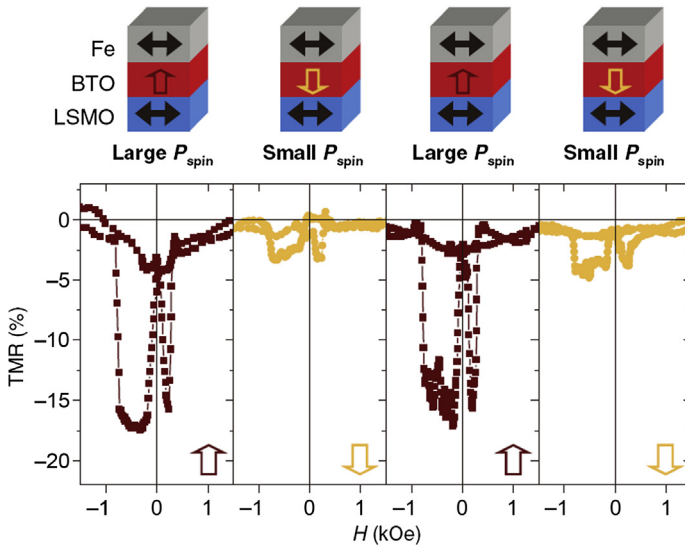 Fe
BTO
LSMO
Large Pspin Small Pspin Large Pspin Small Pspin
0
−5
−10
−15
−20
TMR (%)
−1 0 1 −1 0 1 −1 0 1 −1 0 1
H (kOe)